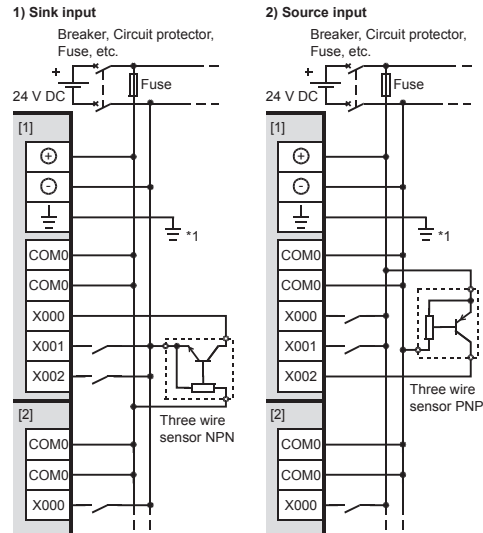 1) Sink input
Breaker, Circuit protector,
Fuse, etc.
+
Fuse
24 V DC
[1]
+
-
*1
COM0
COM0
X000
X001
X002
Three wire
sensor NPN
[2]
COM0
COM0
X000
2) Source input
Breaker, Circuit protector,
Fuse, etc.
+
Fuse
24 V DC
[1]
+
-
*1
COM0
COM0
X000
X001
X002
Three wire
sensor PNP
[2]
COM0
COM0
X000